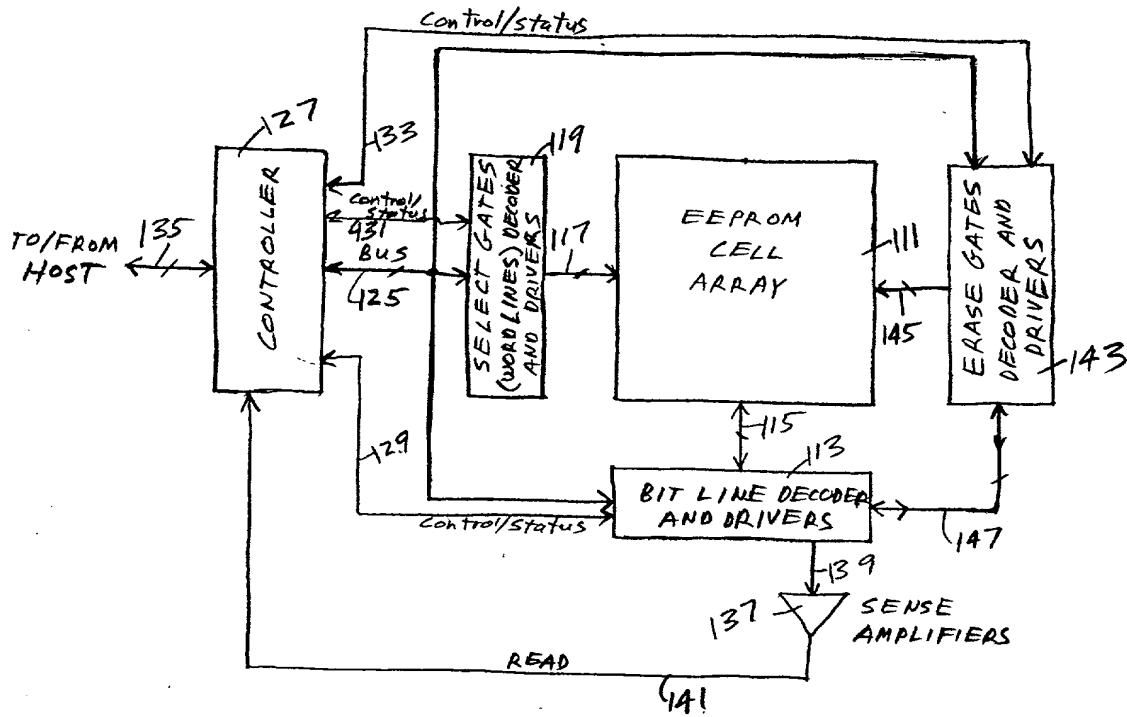 Control/status
127
133
119
CONTROLLER
Control/
status
931
BUS
125
TO/FROM
HOST
135
SELECT GATES
(WORD LINES) DECODER
AND DRIVERS
117
EEPROM
CELL
ARRAY
111
145
ERASE GATES
DECODER AND
DRIVERS
143
129
115
113
BIT LINE DECODER
AND DRIVERS
Control/status
147
139
137
SENSE
AMPLIFIERS
READ
141